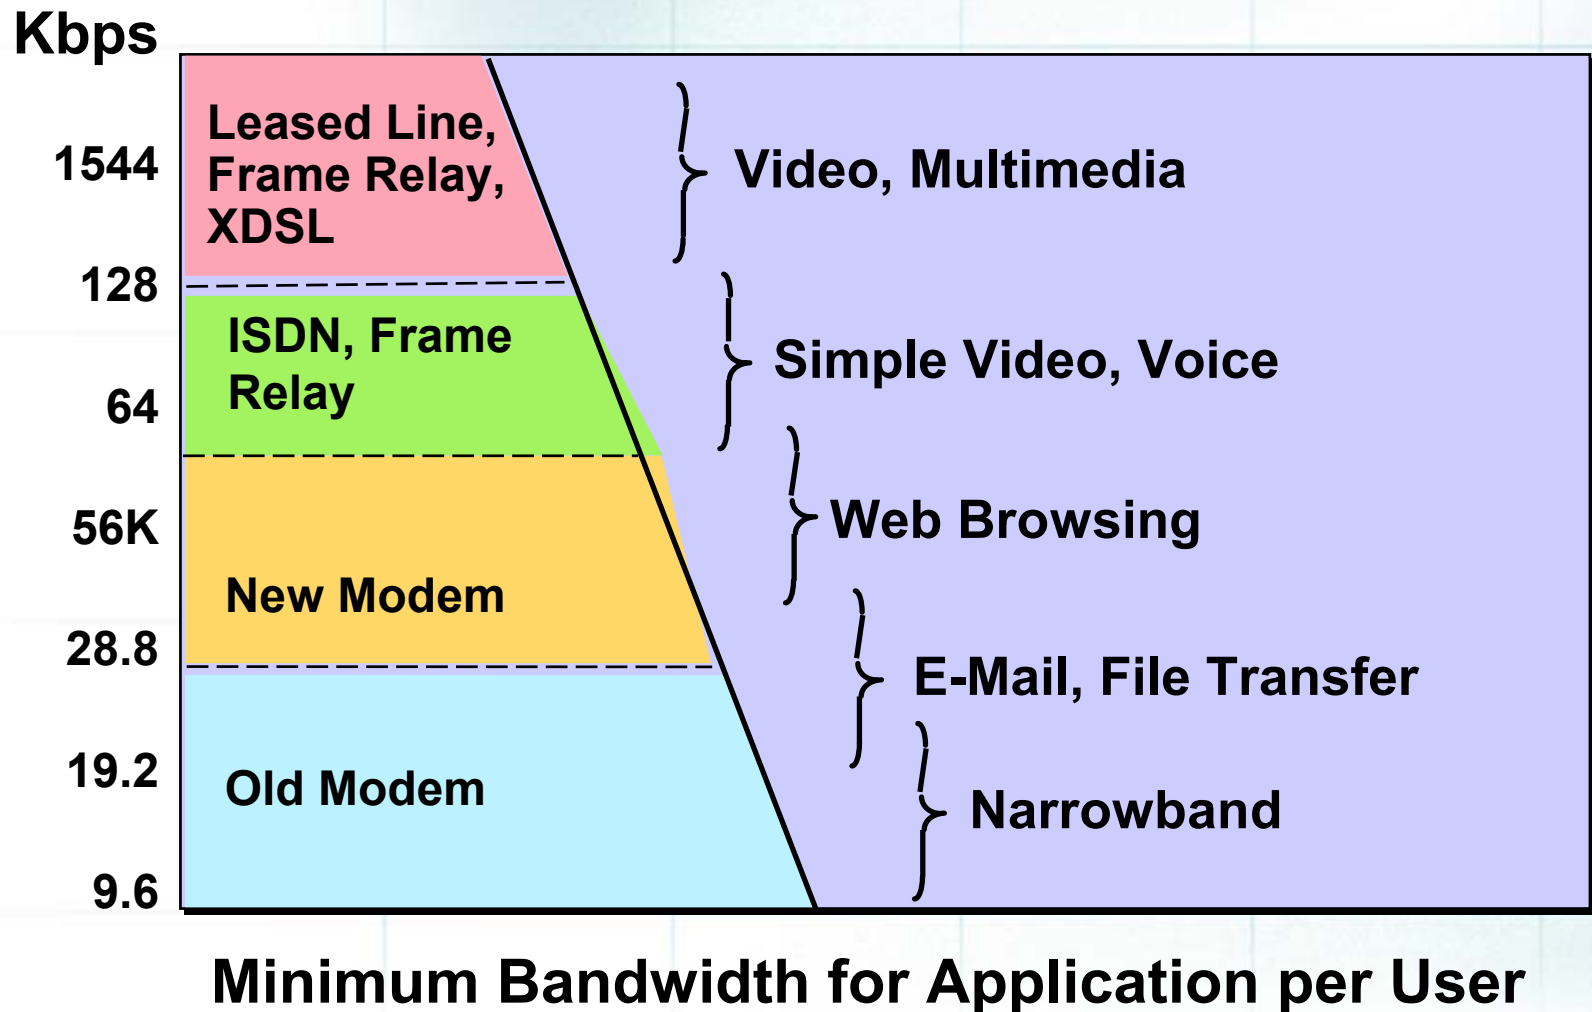 Kbps
1544
128
64
56K
28.8
19.2
9.6
Leased Line,
Frame Relay,
XDSL
ISDN, Frame
Relay
New Modem
Old Modem
Video, Multimedia
Simple Video, Voice
Web Browsing
E-Mail, File Transfer
Narrowband
Minimum Bandwidth for Application per User